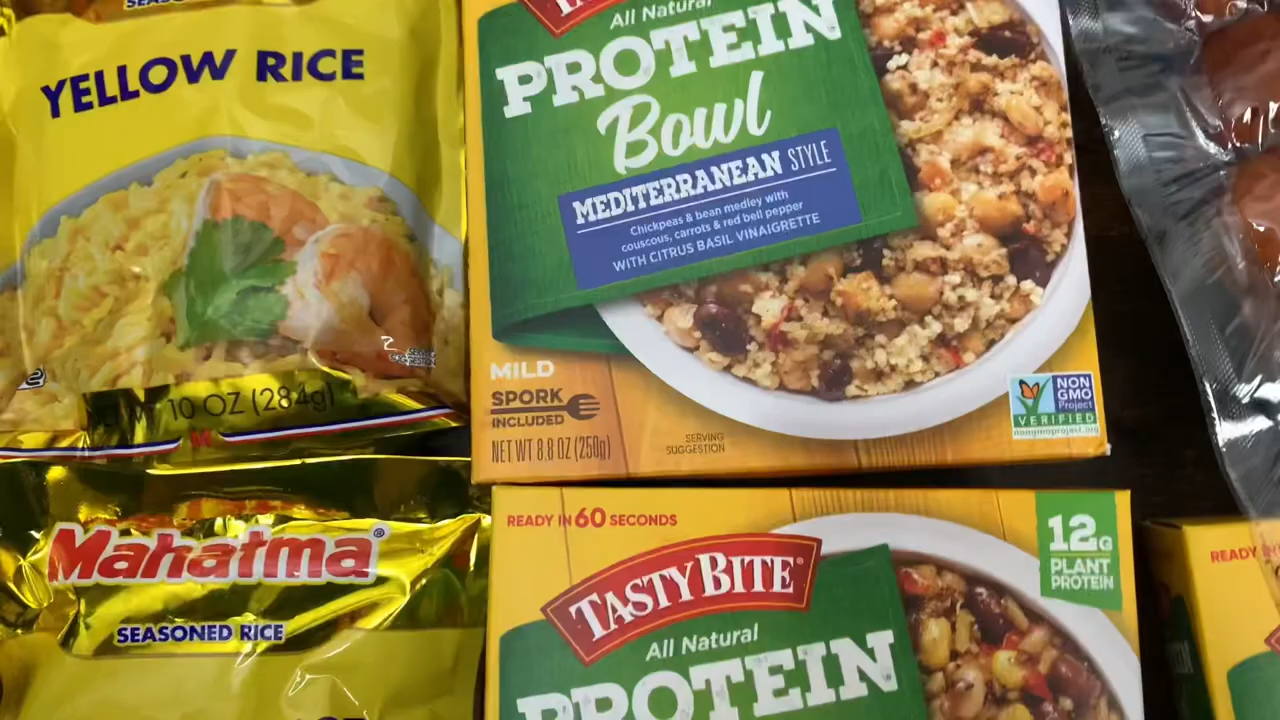 YELLOW RICE
10 OZ (284g)
All Natural
PROTEIN
Bowl
MEDITERRANEAN STYLE
Chickpeas & bean medley with
couscous, carrots & red bell pepper
WITH CITRUS BASIL VINAIGRETTE
MILD
SPORK
INCLUDED
NET WT 8.8 OZ (250g)
SERVING
SUGGESTION
NON
GMO
Project
VERIFIED
nongmoproject.org
Mahatma®
SEASONED RICE
READY IN 60 SECONDS
TASTY BITE®
All Natural
PROTEIN
12G
PLANT
PROTEIN
READY